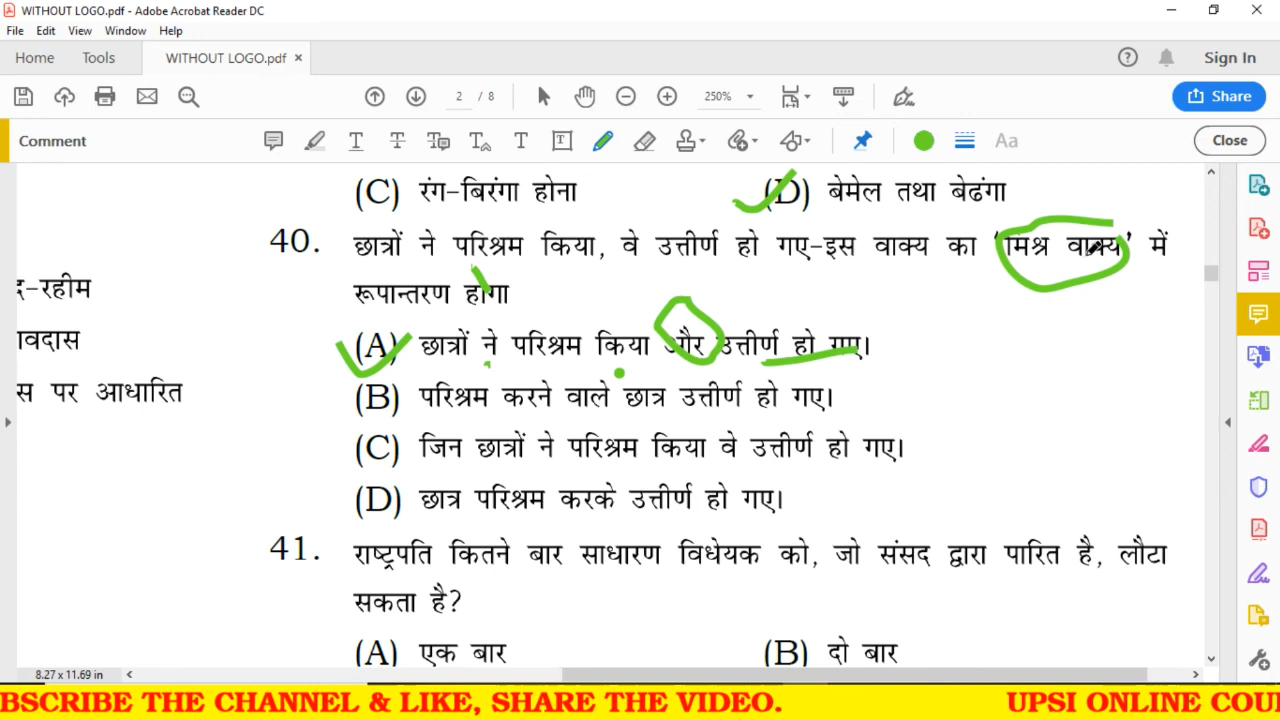 WITHOUT LOGO.pdf - Adobe Acrobat Reader DC
File Edit View Window Help
Home Tools WITHOUT LOGO.pdf × Sign In
2 / 8 250% Share
Comment Aa Close
(C) रंग-बिरंगा होना (D) बेमेल तथा बेढंगा
40. छात्रों ने परिश्रम किया, वे उत्तीर्ण हो गए-इस वाक्य का ‘मिश्र वाक्य’ में
द-रहीम
रूपान्तरण होगा
ावदास
(A) छात्रों ने परिश्रम किया और उत्तीर्ण हो गए।
स पर आधारित
(B) परिश्रम करने वाले छात्र उत्तीर्ण हो गए।
(C) जिन छात्रों ने परिश्रम किया वे उत्तीर्ण हो गए।
(D) छात्र परिश्रम करके उत्तीर्ण हो गए।
41. राष्ट्रपति कितने बार साधारण विधेयक को, जो संसद द्वारा पारित है, लौटा
सकता है?
(A) एक बार (B) दो बार
8.27 x 11.69 in
BSCRIBE THE CHANNEL & LIKE, SHARE THE VIDEO. UPSI ONLINE COU